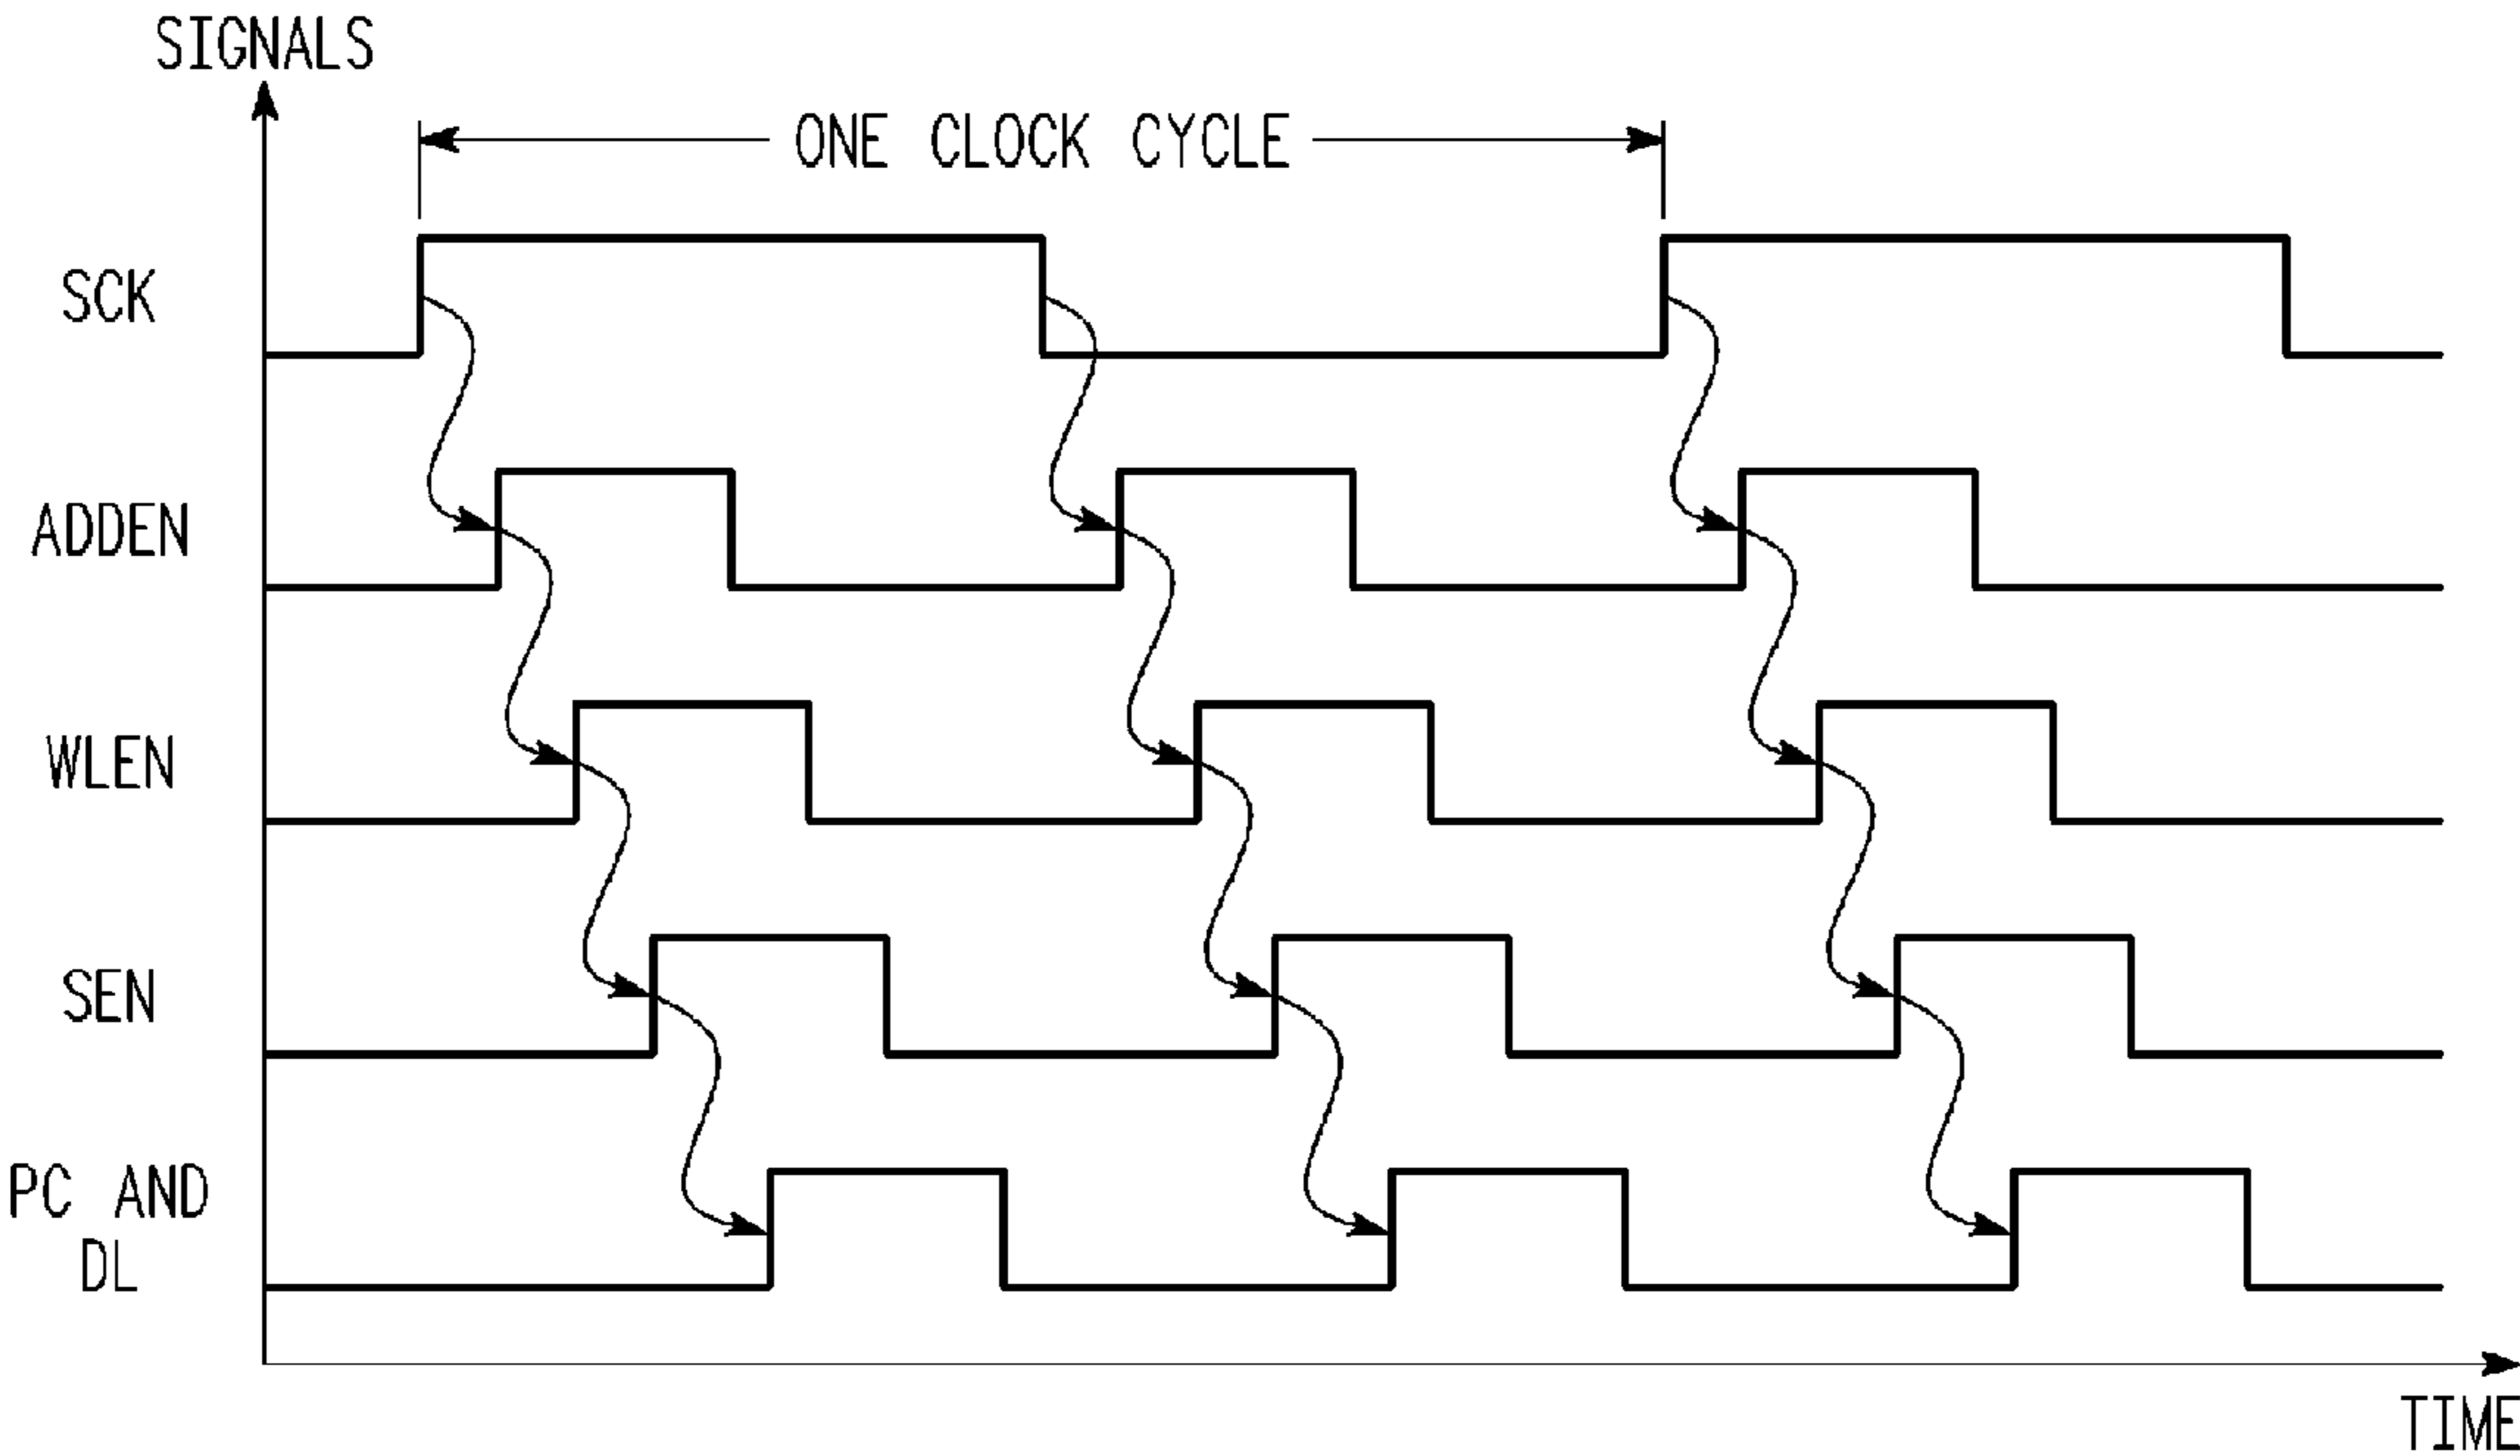 SIGNALS
ONE CLOCK CYCLE
SCK
ADDEN
WLEN
SEN
PC AND
DL
TIME